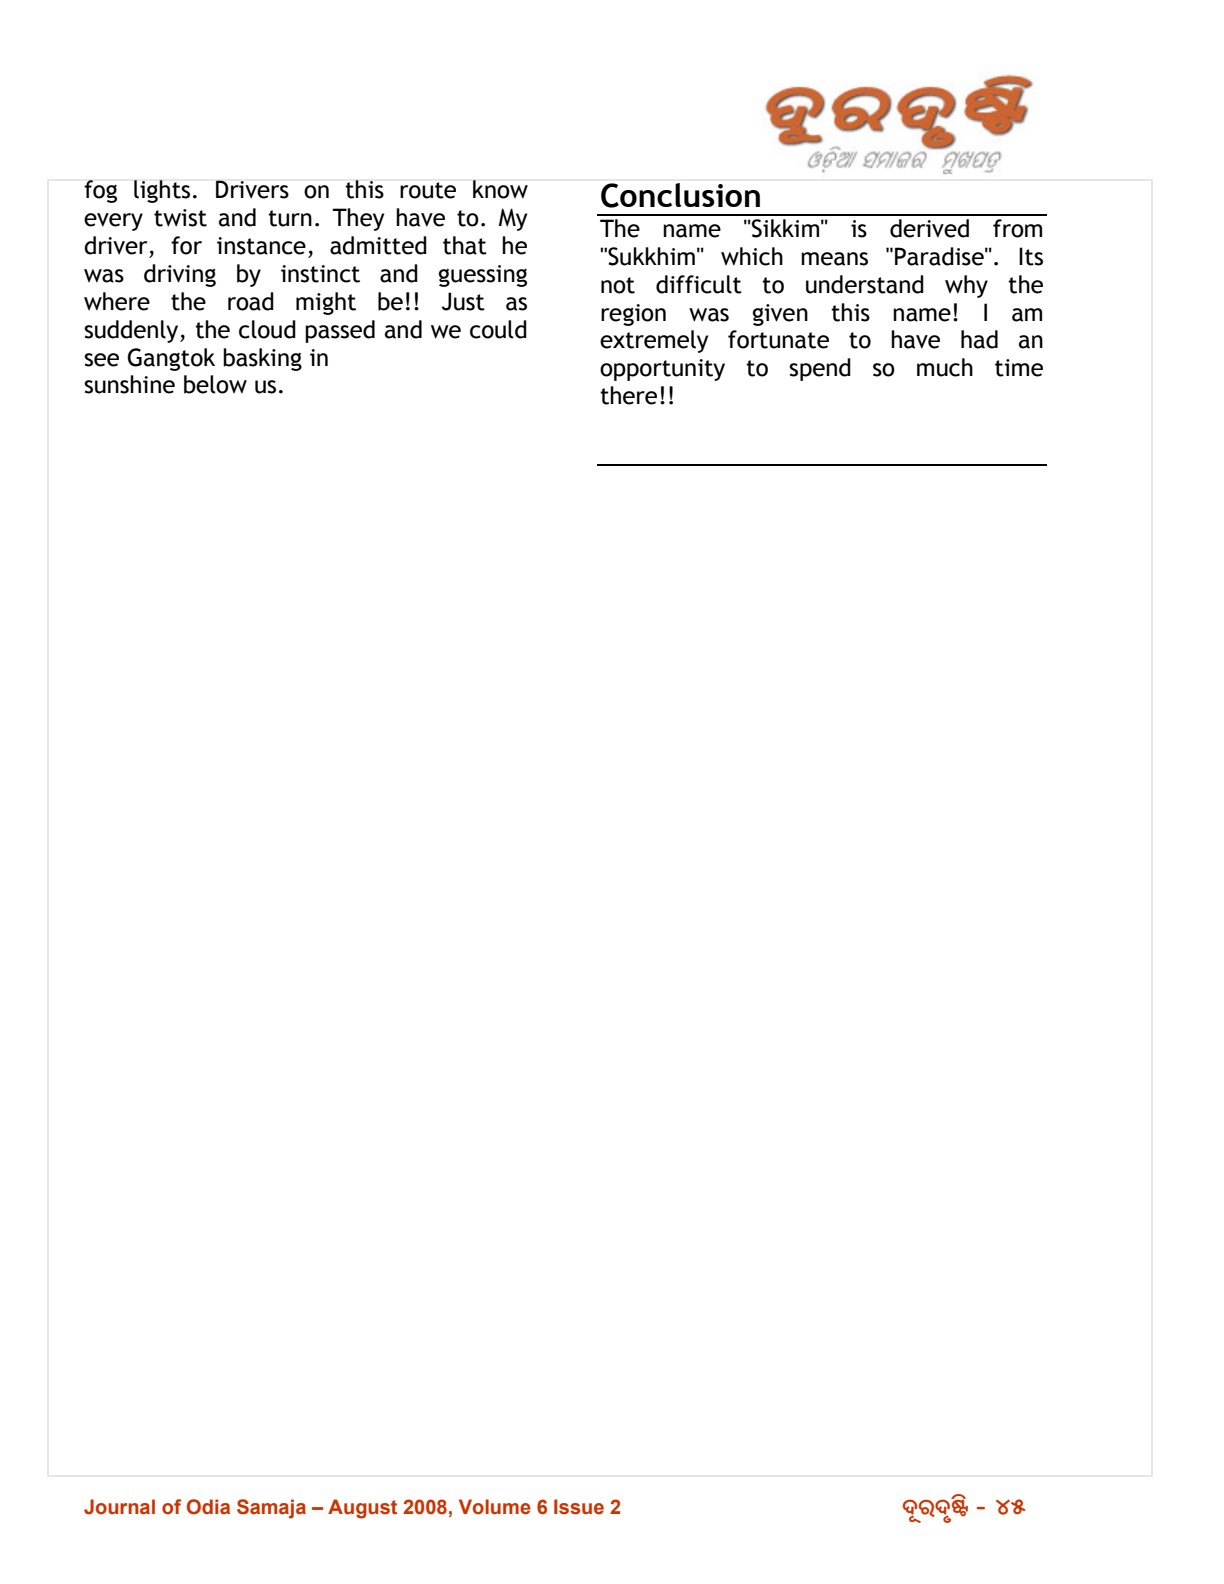 ଦୁରଦୃଷ୍ଟି
ଓଡ଼ିଆ ସମାଜର ମୁଖପତ୍ର
fog lights. Drivers on this route know
every twist and turn. They have to. My
driver, for instance, admitted that he
was driving by instinct and guessing
where the road might be!! Just as
suddenly, the cloud passed and we could
see Gangtok basking in
sunshine below us.
Conclusion
The name "Sikkim" is derived from
"Sukkhim" which means "Paradise". Its
not difficult to understand why the
region was given this name! I am
extremely fortunate to have had an
opportunity to spend so much time
there!!
Journal of Odia Samaja – August 2008, Volume 6 Issue 2
ଦୂରଦୃଷ୍ଟି - ୪୫